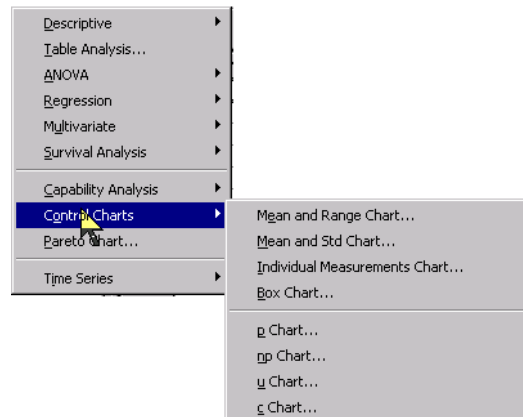 Descriptive
Table Analysis...
ANOVA
Regression
Multivariate
Survival Analysis
Capability Analysis
Control Charts
Pareto Chart...
Time Series
Mean and Range Chart...
Mean and Std Chart...
Individual Measurements Chart...
Box Chart...
p Chart...
np Chart...
u Chart...
c Chart...